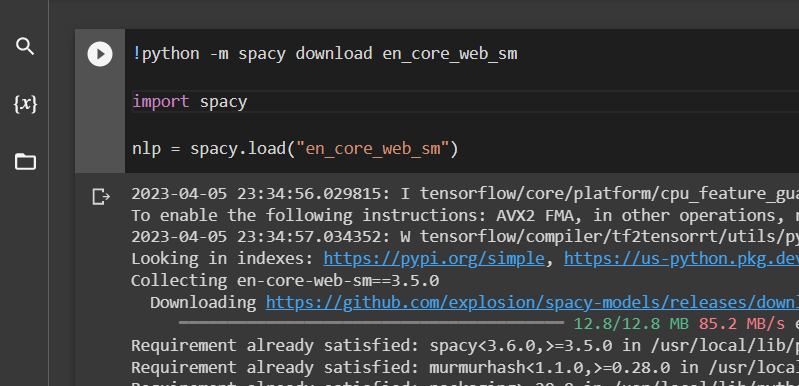 !python -m spacy download en_core_web_sm
import spacy
{x}
nlp = spacy.load("en_core_web_sm")
2023-04-05 23:34:56.029815: I tensorflow/core/platform/cpu_feature_gua
To enable the following instructions: AVX2 FMA, in other operations,
2023-04-05 23:34:57.034352: W tensorflow/compiler/tf2tensorrt/utils/py
Looking in indexes: https://pypi.org/simple, https://us-python.pkg.dev
Collecting en-core-web-sm==3.5.0
Downloading https://github.com/explosion/spacy-models/releases/downl
12.8/12.8 MB 85.2 MB/s e
Requirement already satisfied: spacy<3.6.0,>=3.5.0 in /usr/local/lib/p
Requirement already satisfied: murmurhash<1.1.0,>=0.28.0 in /usr/local